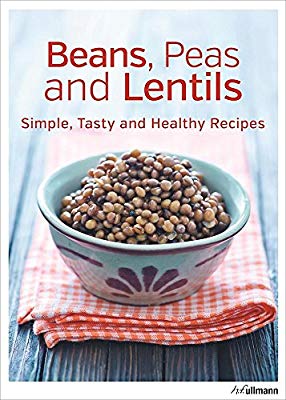 Beans, Peas
and Lentils
Simple, Tasty and Healthy Recipes
h.f.ullmann